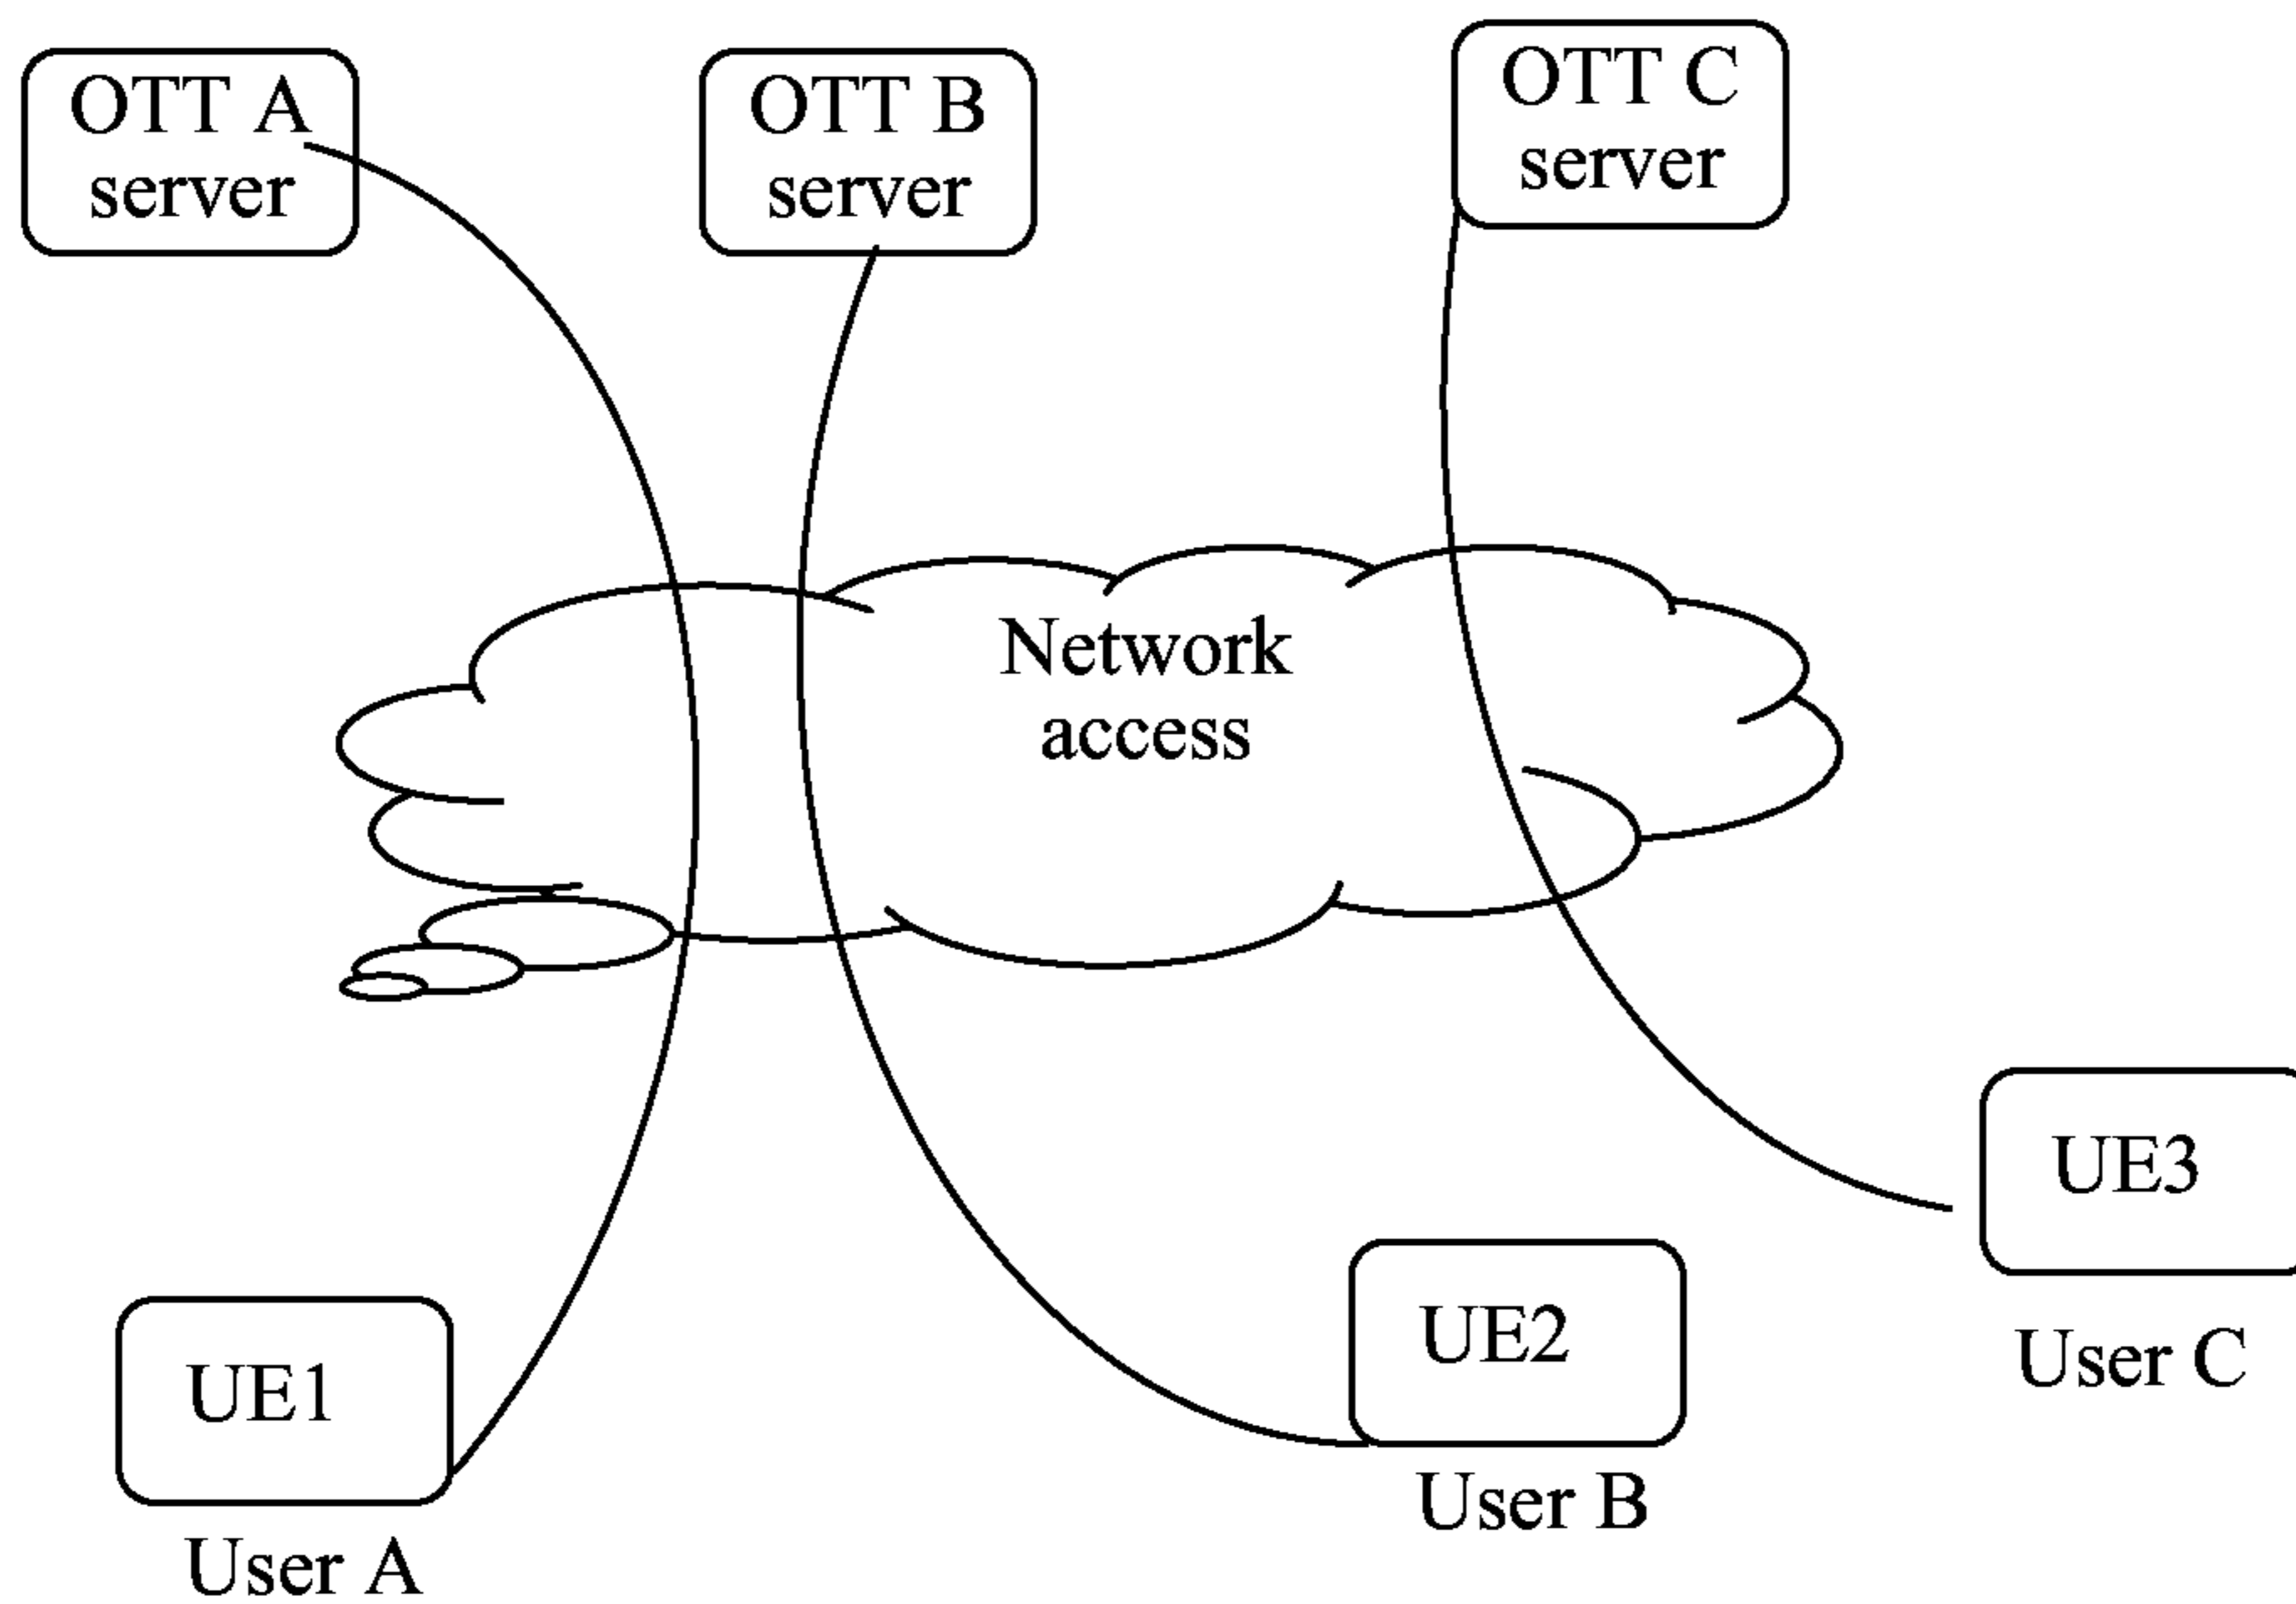 OTT A
server
OTT B
server
OTT C
server
Network
access
UE1
User A
UE2
User B
UE3
User C